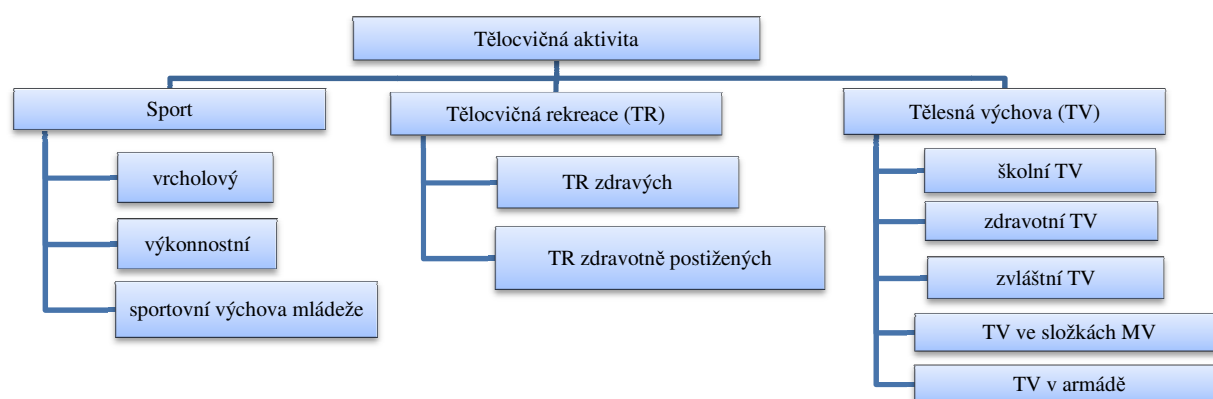 Tělocvičná aktivita
Sport
vrcholový
výkonnostní
sportovní výchova mládeže
Tělocvičná rekreace (TR)
TR zdravých
TR zdravotně postižených
Tělesná výchova (TV)
školní TV
zdravotní TV
zvláštní TV
TV ve složkách MV
TV v armádě